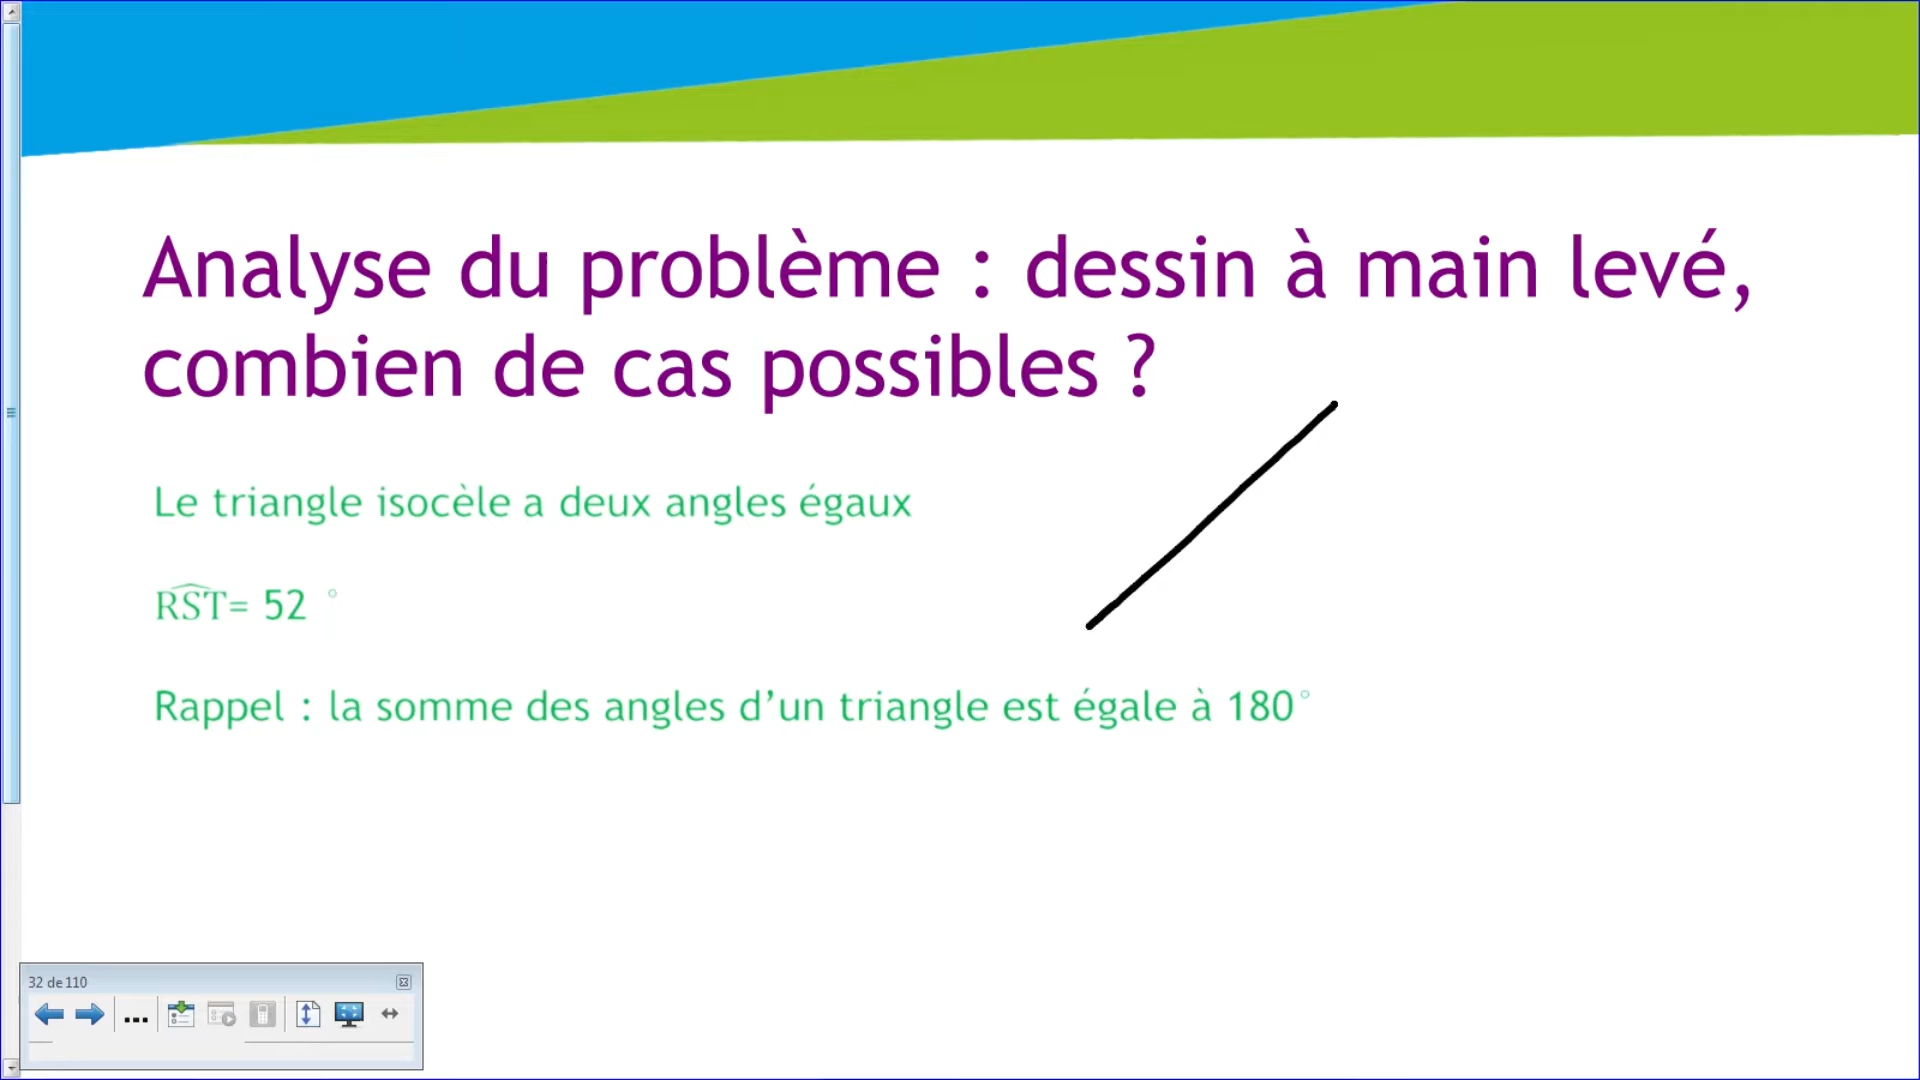 Analyse du problème : dessin à main levé,
combien de cas possibles ?
Le triangle isocèle a deux angles égaux
R͡ST= 52 °
Rappel : la somme des angles d’un triangle est égale à 180°
32 de 110